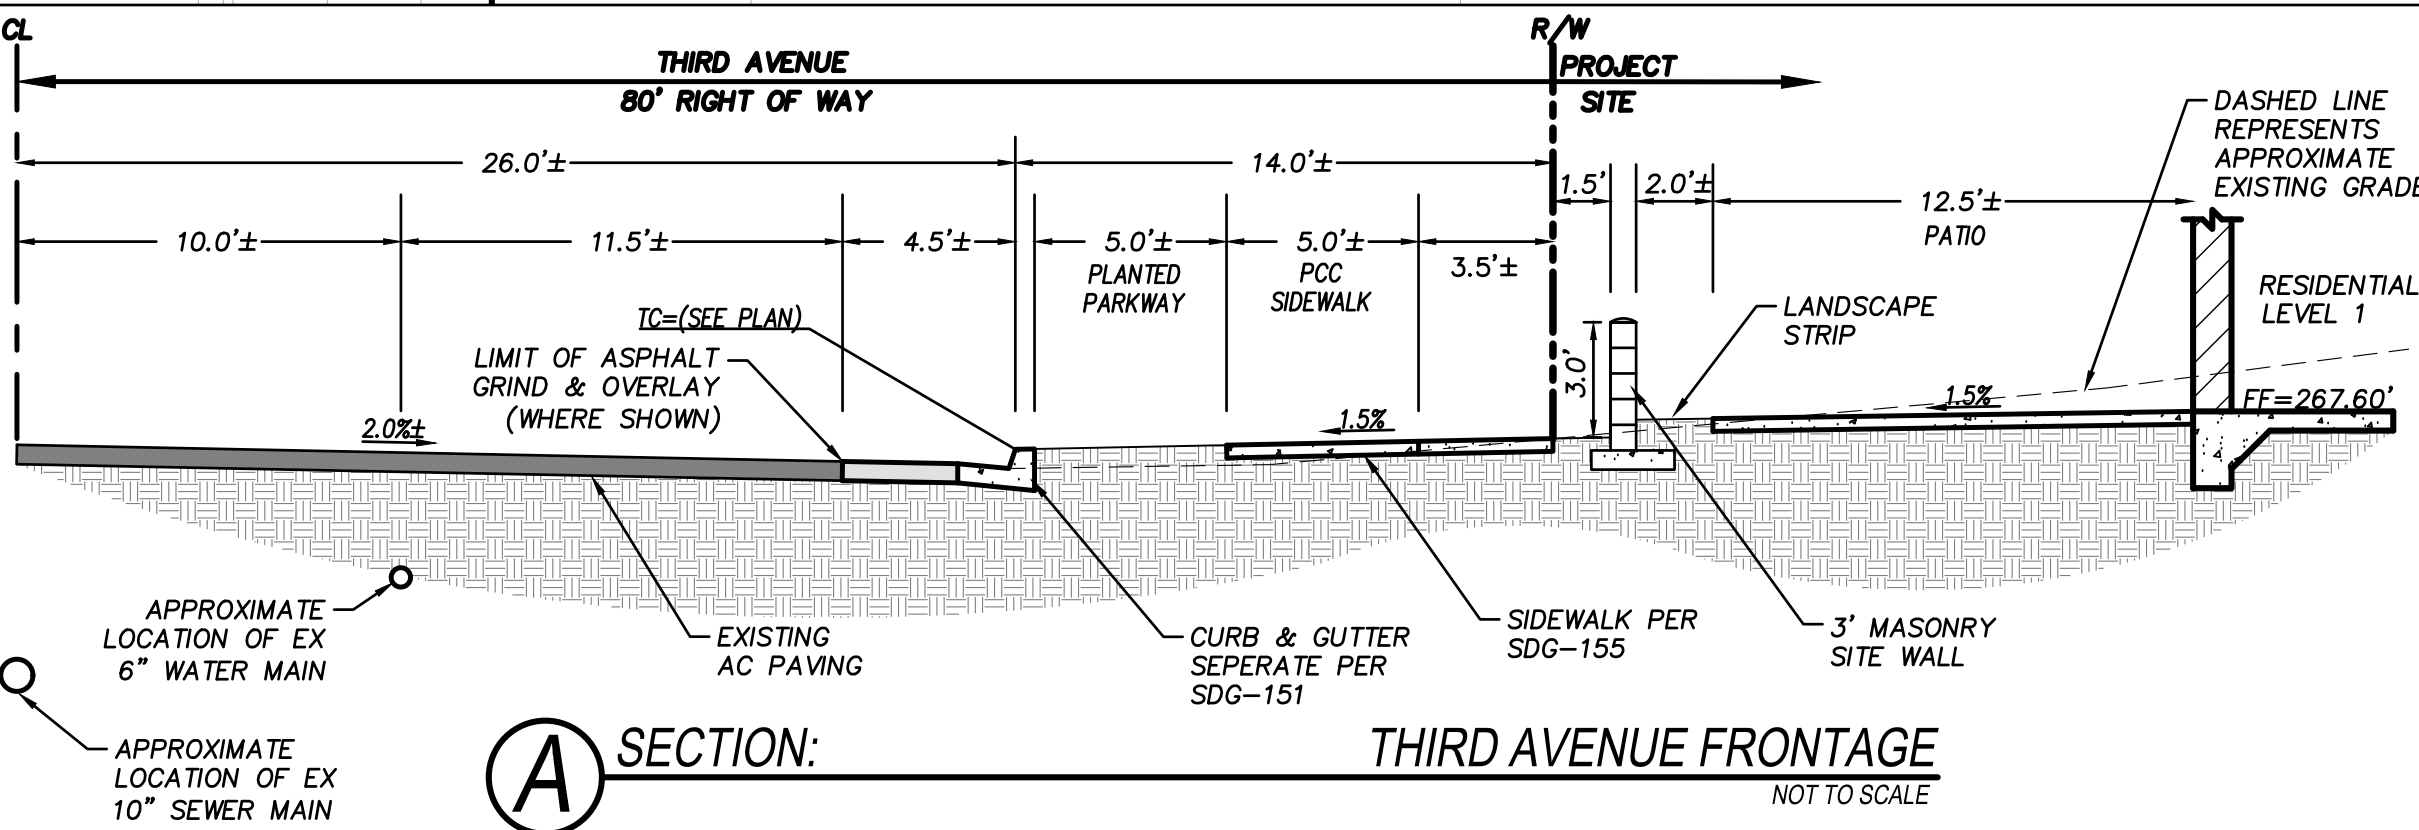 CL
R/W
THIRD AVENUE
80' RIGHT OF WAY
PROJECT
SITE
26.0'±
14.0'±
1.5'
2.0'±
12.5'±
PATIO
10.0'±
11.5'±
4.5'±
5.0'±
PLANTED
PARKWAY
5.0'±
PCC
SIDEWALK
3.5'±
DASHED LINE
REPRESENTS
APPROXIMATE
EXISTING GRADE
RESIDENTIAL
LEVEL 1
LANDSCAPE
STRIP
TC=(SEE PLAN)
LIMIT OF ASPHALT
GRIND & OVERLAY
(WHERE SHOWN)
3.0'
2.0%±
1.5%
1.5%
FF=267.60'
APPROXIMATE
LOCATION OF EX
6" WATER MAIN
EXISTING
AC PAVING
CURB & GUTTER
SEPERATE PER
SDG-151
SIDEWALK PER
SDG-155
3' MASONRY
SITE WALL
APPROXIMATE
LOCATION OF EX
10" SEWER MAIN
A
SECTION:
THIRD AVENUE FRONTAGE
NOT TO SCALE